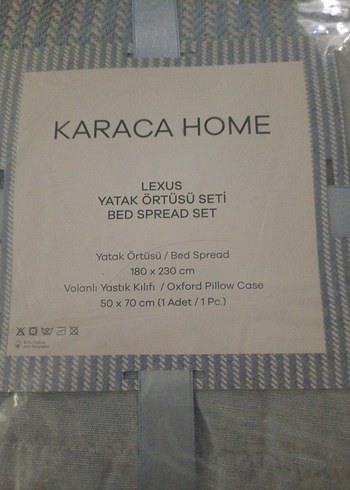 KARACA HOME
LEXUS
YATAK ÖRTÜSÜ SETİ
BED SPREAD SET
Yatak Örtüsü / Bed Spread
180 x 230 cm
Volanlı Yastık Kılıfı / Oxford Pillow Case
50 x 70 cm (1 Adet / 1 Pc.)